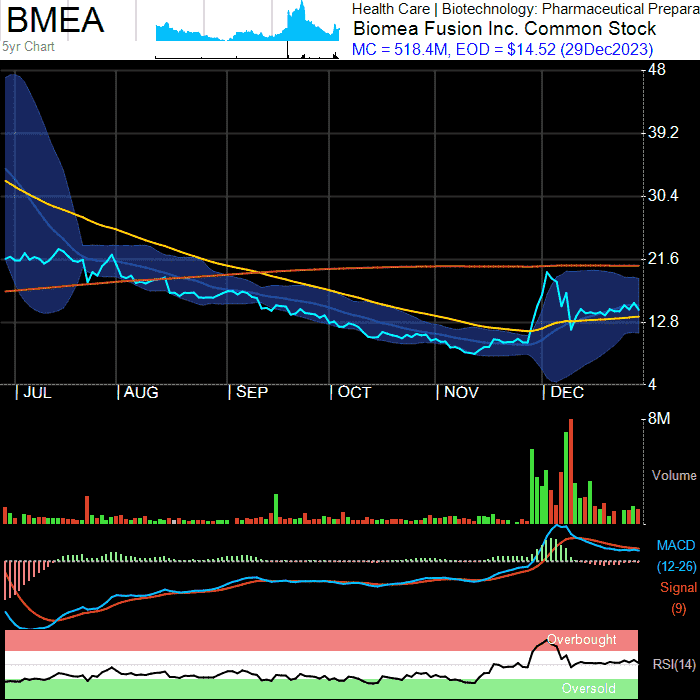 BMEA
5yr Chart
Health Care | Biotechnology: Pharmaceutical Prepara
Biomea Fusion Inc. Common Stock
MC = 518.4M, EOD = $14.52 (29Dec2023)
48
39.2
30.4
21.6
12.8
4
JUL
AUG
SEP
OCT
NOV
DEC
8M
Volume
MACD
(12-26)
Signal
(9)
Overbought
RSI(14)
Oversold